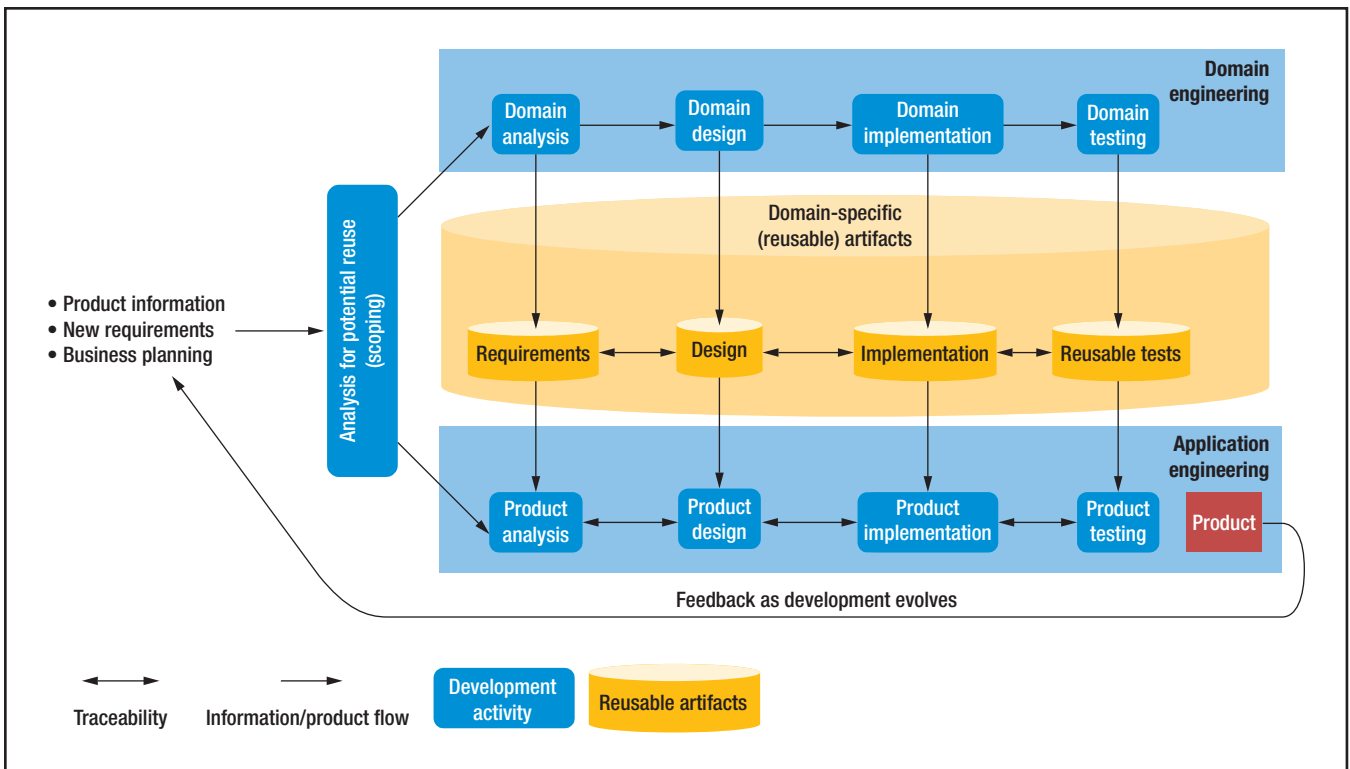 Domain
engineering
Domain
analysis
Domain
design
Domain
implementation
Domain
testing
Analysis for potential reuse
(scoping)
Domain-specific
(reusable) artifacts
• Product information
• New requirements
• Business planning
Requirements
Design
Implementation
Reusable tests
Application
engineering
Product
analysis
Product
design
Product
implementation
Product
testing
Product
Feedback as development evolves
Traceability
Information/product flow
Development
activity
Reusable artifacts